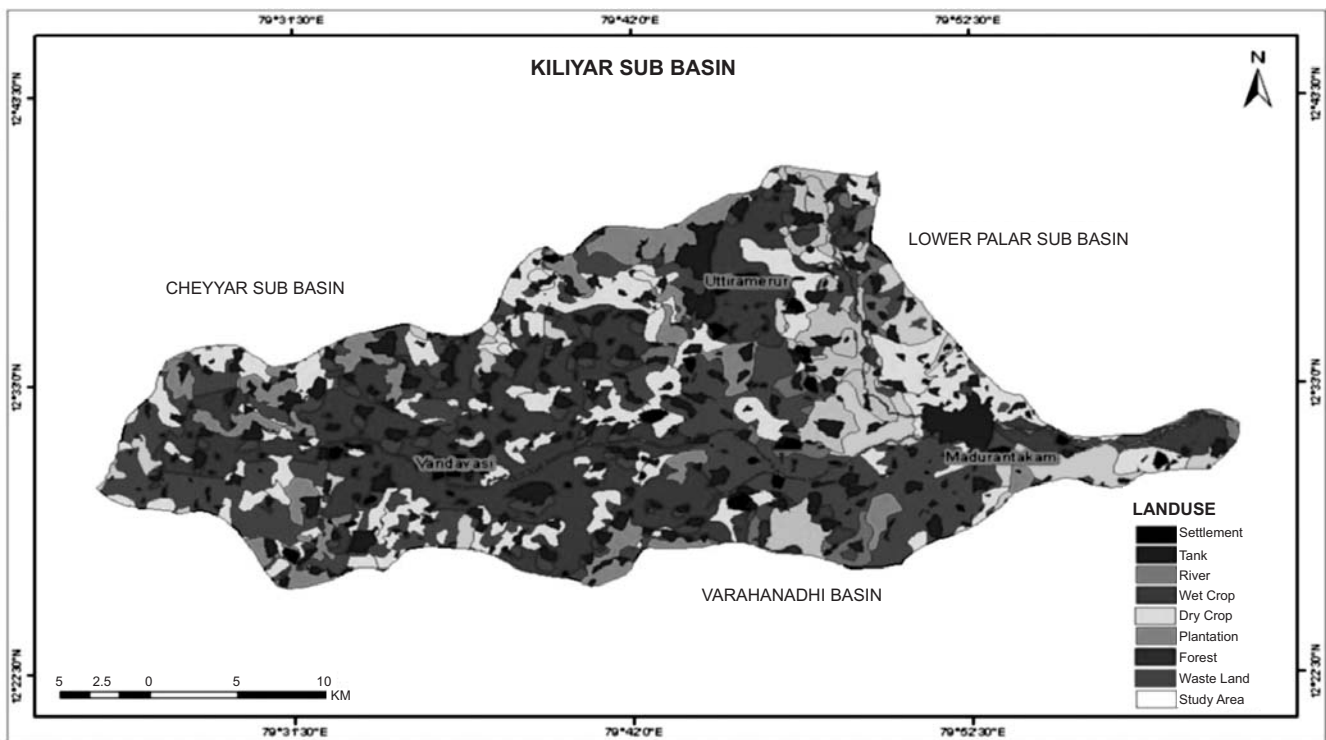 79°31'30"E 79°42'0"E 79°52'30"E
KILIYAR SUB BASIN
N
12°43'30"N 12°43'30"N
LOWER PALAR SUB BASIN
CHEYYAR SUB BASIN
Uttiramerur
12°33'0"N 12°33'0"N
Vandavasi
Madurantakam
LANDUSE
Settlement
Tank
River
Wet Crop
Dry Crop
Plantation
Forest
Waste Land
Study Area
VARAHANADHI BASIN
12°22'30"N 12°22'30"N
5 2.5 0 5 10
KM
79°31'30"E 79°42'0"E 79°52'30"E